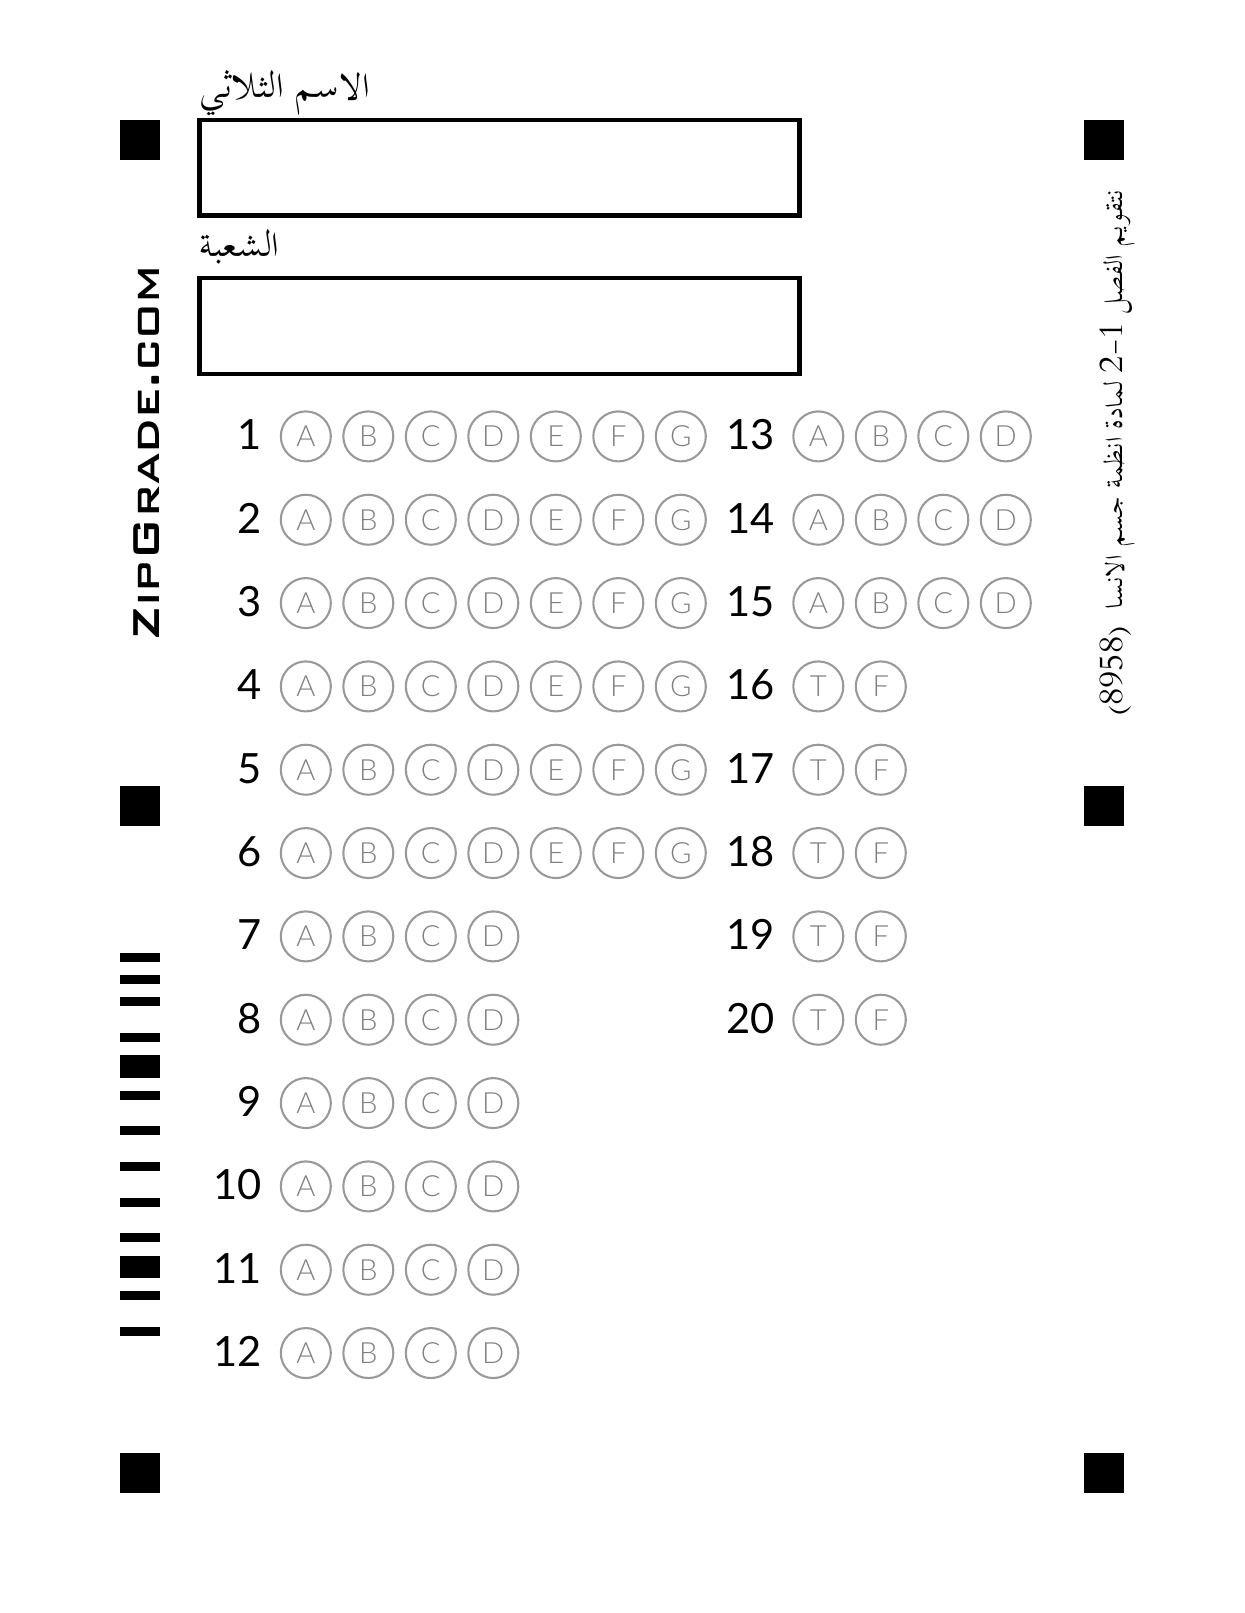 الاسم الثلاثي
الشعبة
ZIPGRADE.COM
1 A B C D E F G
2 A B C D E F G
3 A B C D E F G
4 A B C D E F G
5 A B C D E F G
6 A B C D E F G
7 A B C D
8 A B C D
9 A B C D
10 A B C D
11 A B C D
12 A B C D
13 A B C D
14 A B C D
15 A B C D
16 T F
17 T F
18 T F
19 T F
20 T F
نتقويم الفصل 1-2 لمادة انظمة جسم الانسا (8958)